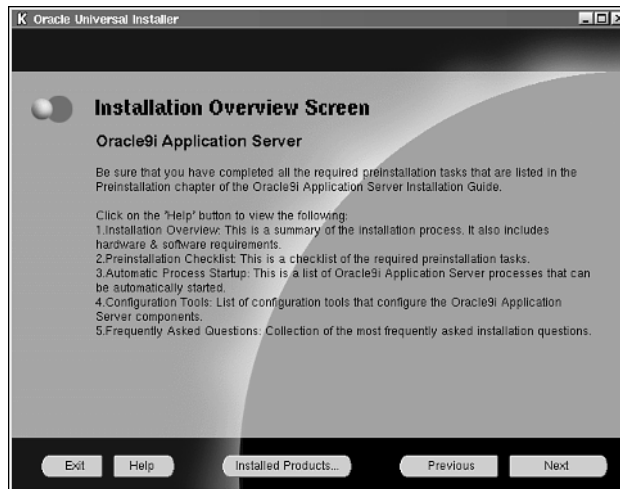 K Oracle Universal Installer
Installation Overview Screen
Oracle9i Application Server
Be sure that you have completed all the required preinstallation tasks that are listed in the
Preinstallation chapter of the Oracle9i Application Server Installation Guide.
Click on the 'Help' button to view the following:
1.Installation Overview: This is a summary of the installation process. It also includes
hardware & software requirements.
2.Preinstallation Checklist: This is a checklist of the required preinstallation tasks.
3.Automatic Process Startup: This is a list of Oracle9i Application Server processes that can
be automatically started.
4.Configuration Tools: List of configuration tools that configure the Oracle9i Application
Server components.
5.Frequently Asked Questions: Collection of the most frequently asked installation questions.
Exit Help Installed Products... Previous Next